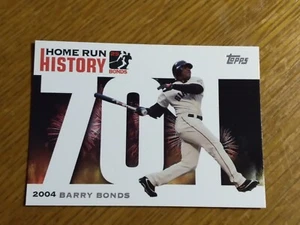 HOME RUN
HISTORY
BONDS
TOPPS
701
2004 BARRY BONDS